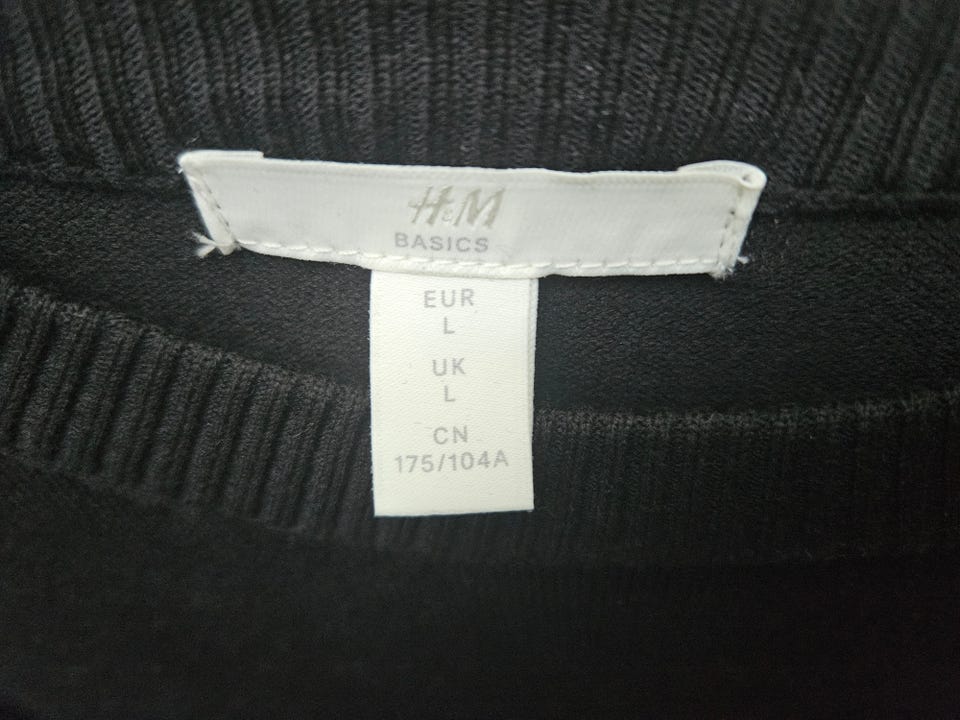 H&M
BASICS
EUR
L
UK
L
CN
175/104A